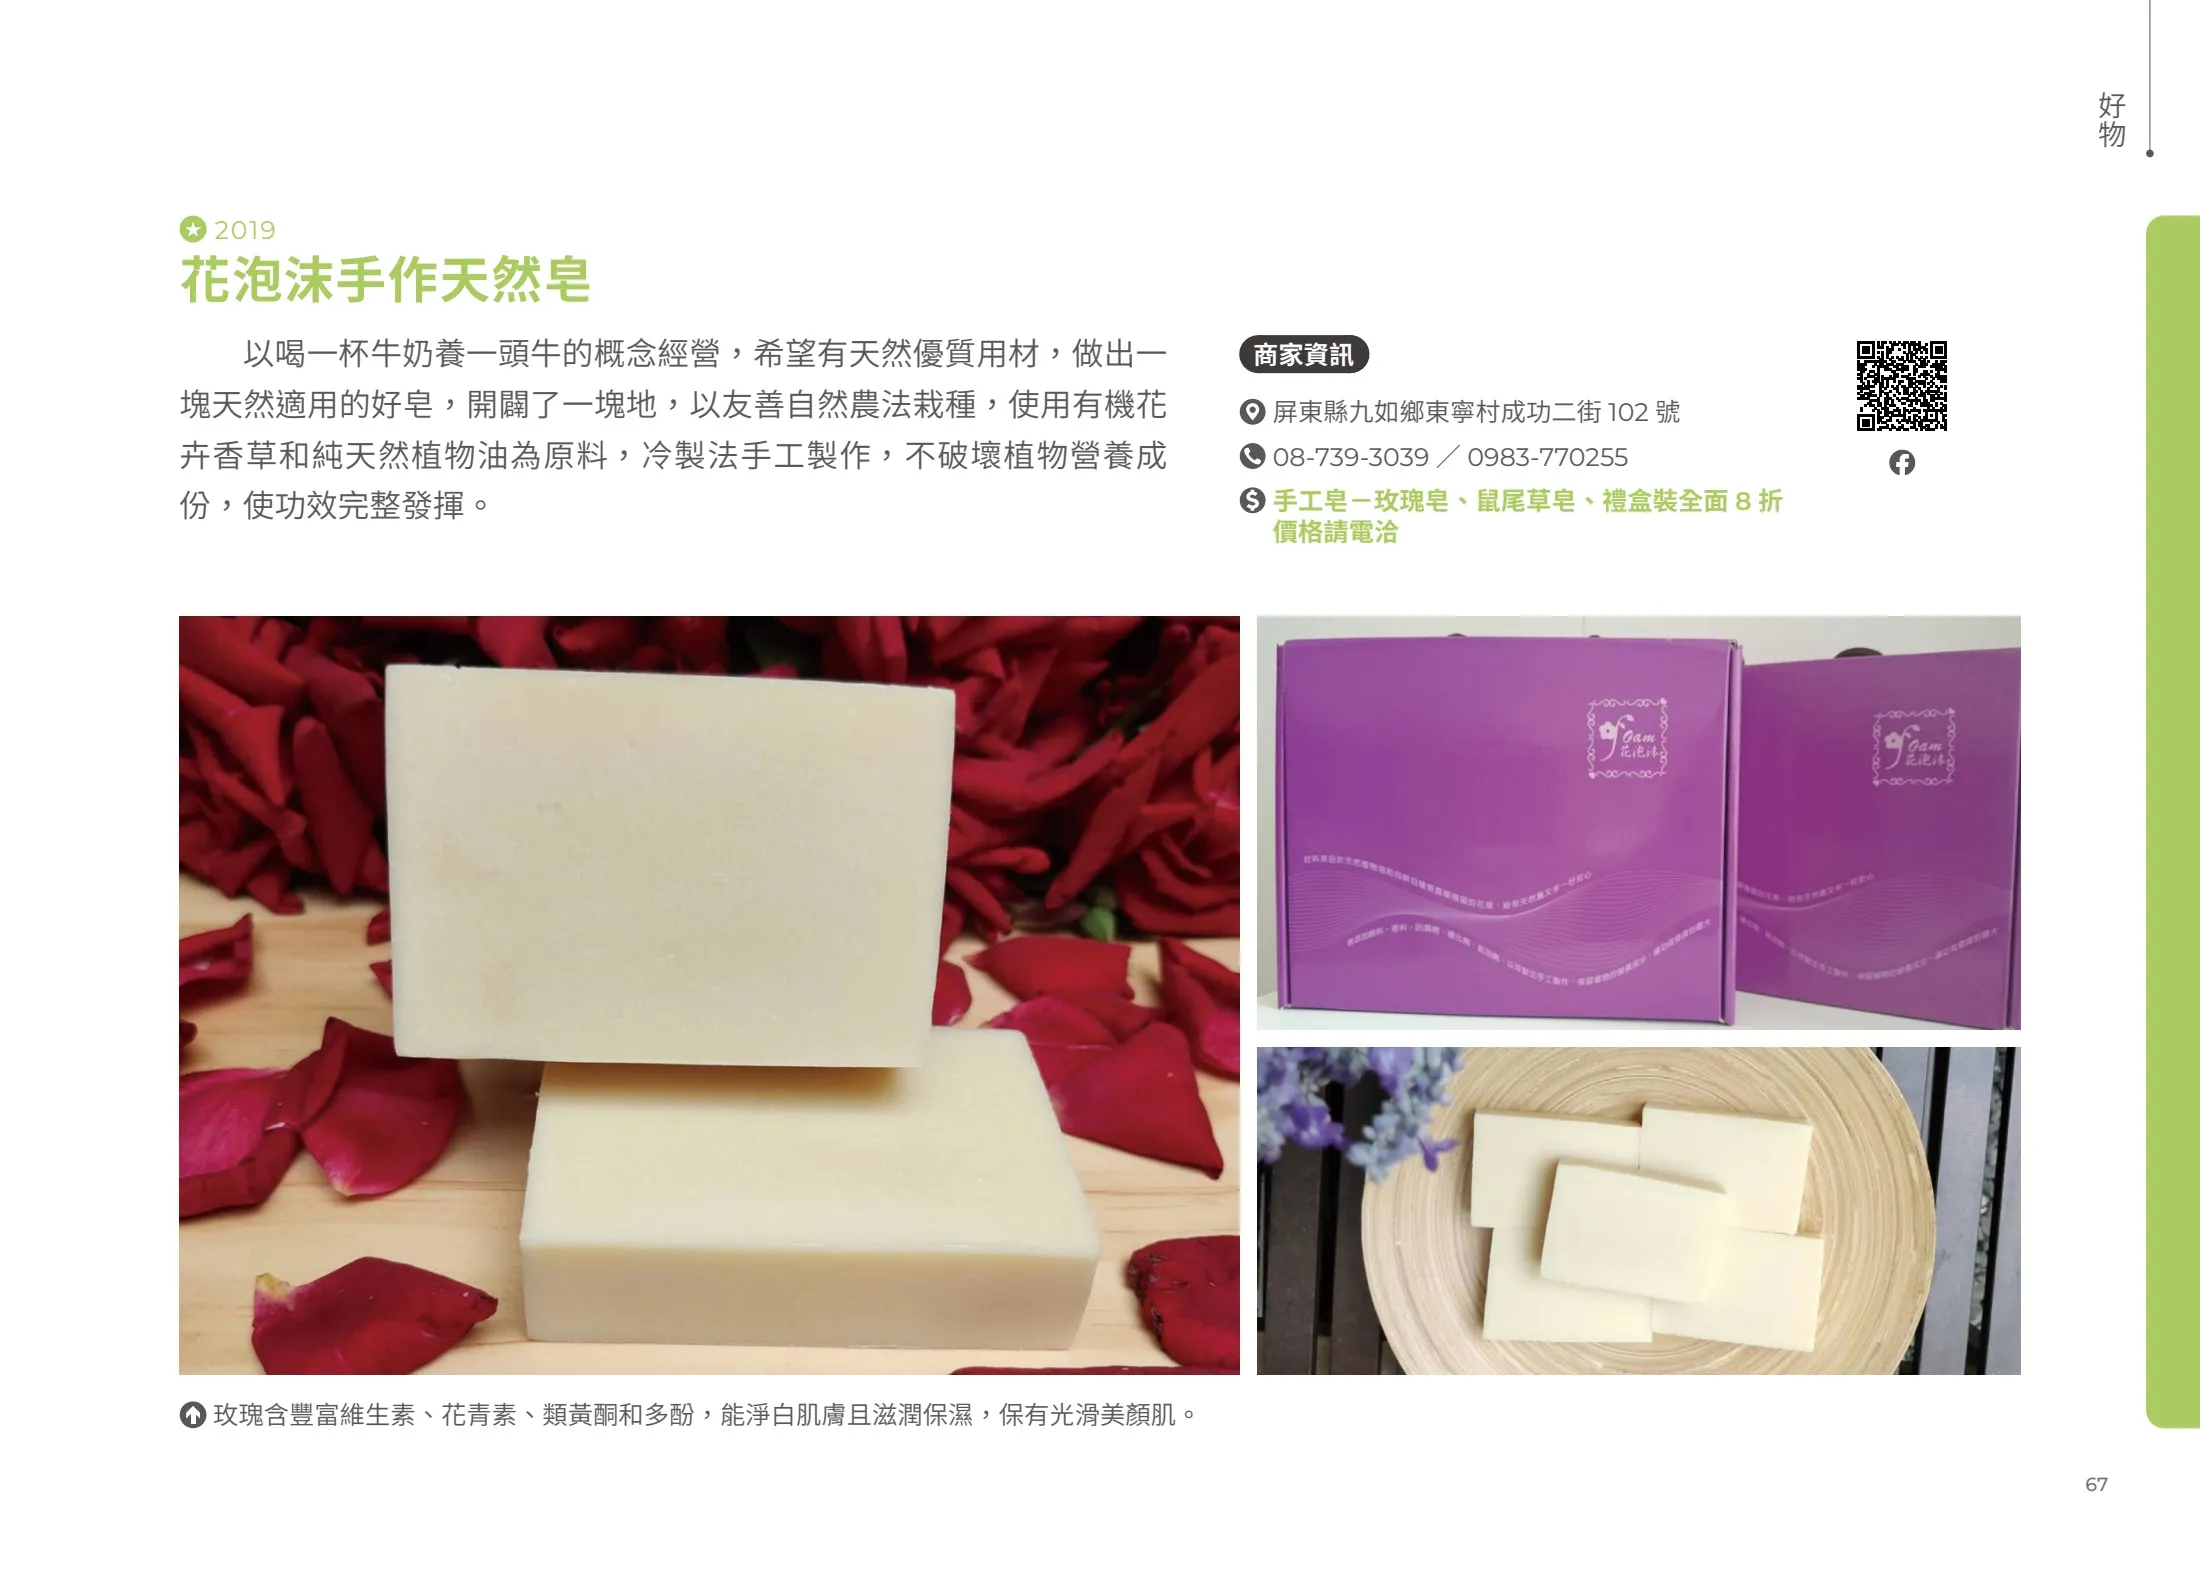 好物
2019
花泡沫手作天然皂
以喝一杯牛奶養一頭牛的概念經營，希望有天然優質用材，做出一
塊天然適用的好皂，開闢了一塊地，以友善自然農法栽種，使用有機花
卉香草和純天然植物油為原料，冷製法手工製作，不破壞植物營養成
份，使功效完整發揮。
商家資訊
屏東縣九如鄉東寧村成功二街 102 號
08-739-3039 ／ 0983-770255
手工皂－玫瑰皂、鼠尾草皂、禮盒裝全面 8 折
價格請電洽
foam
花泡沫
foam
花泡沫
玫瑰含豐富維生素、花青素、類黃酮和多酚，能淨白肌膚且滋潤保濕，保有光滑美顏肌。
67